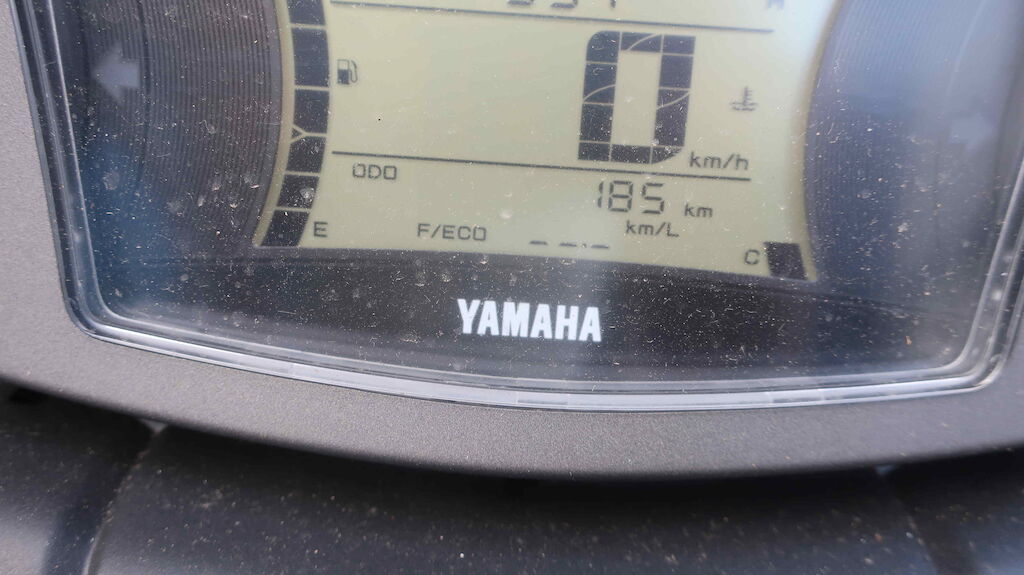 0
km/h
ODO
185 km
E
F/ECO _ _._ km/L
C
YAMAHA